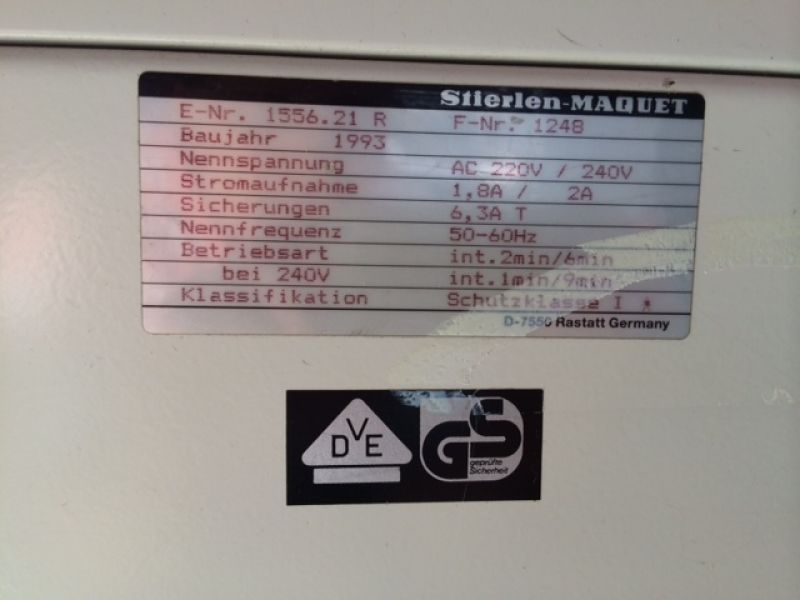 Stierlen-MAQUET
E-Nr. 1556.21 R F-Nr. 1248
Baujahr 1993
Nennspannung AC 220V / 240V
Stromaufnahme 1,8A / 2A
Sicherungen 6,3A T
Nennfrequenz 50-60Hz
Betriebsart int.2min/6min
bei 240V int.1min/9min
Klassifikation Schutzklasse I
D-7550 Rastatt Germany
DVE
GS
geprüfte
Sicherheit